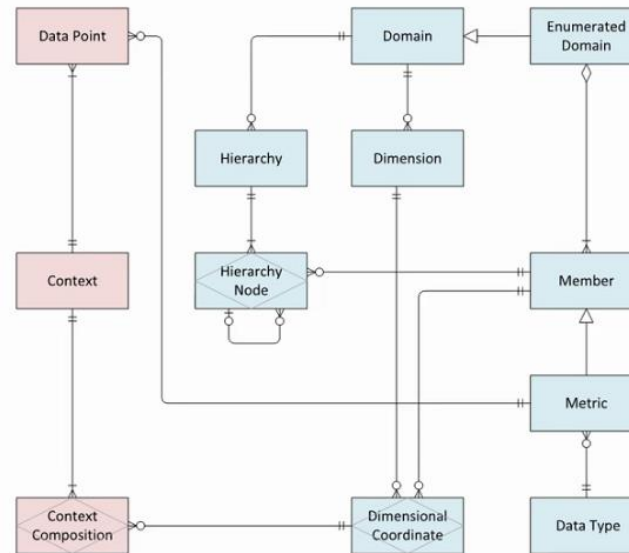 Data Point
Domain
Enumerated
Domain
Hierarchy
Dimension
Context
Hierarchy
Node
Member
Metric
Context
Composition
Dimensional
Coordinate
Data Type